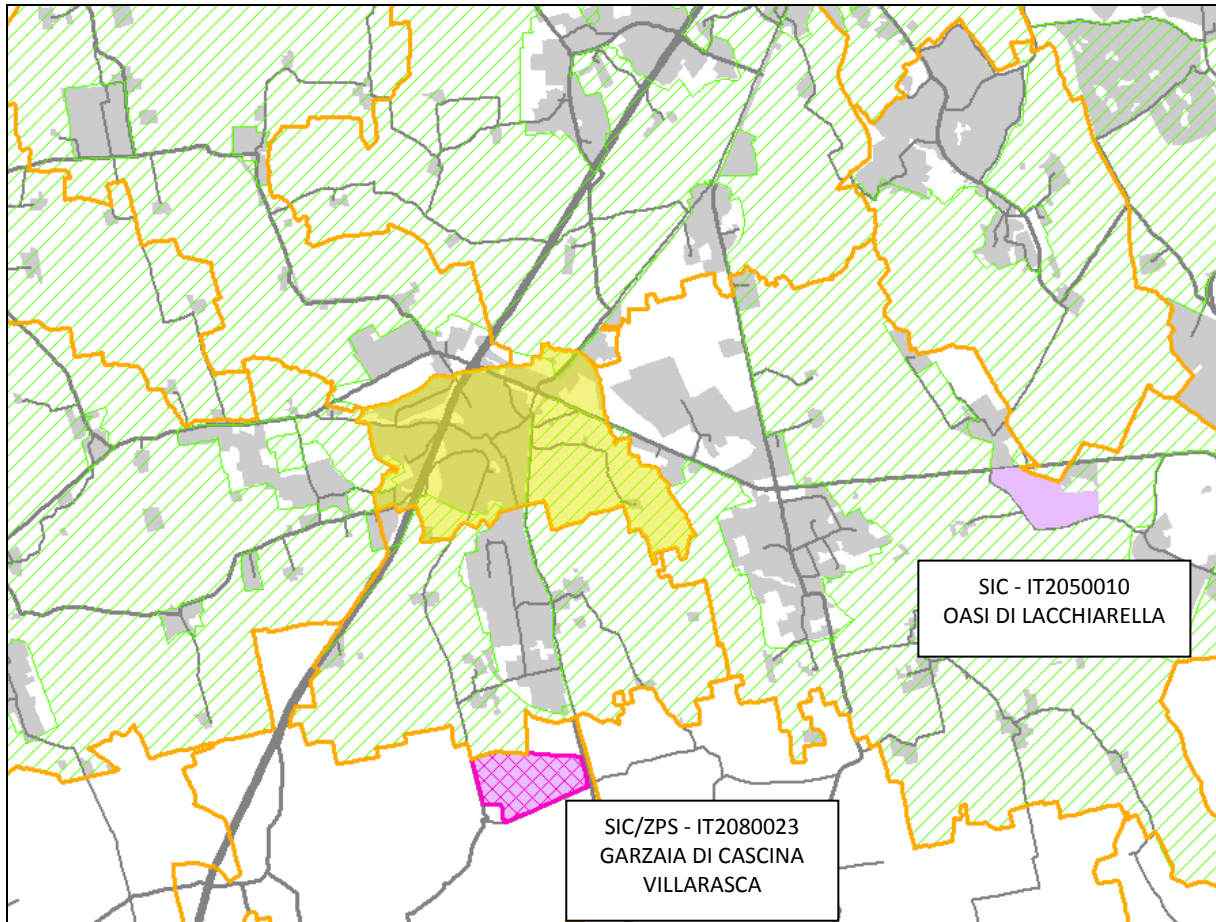 SIC - IT2050010
OASI DI LACCHIARELLA
SIC/ZPS - IT2080023
GARZAIA DI CASCINA
VILLARASCA